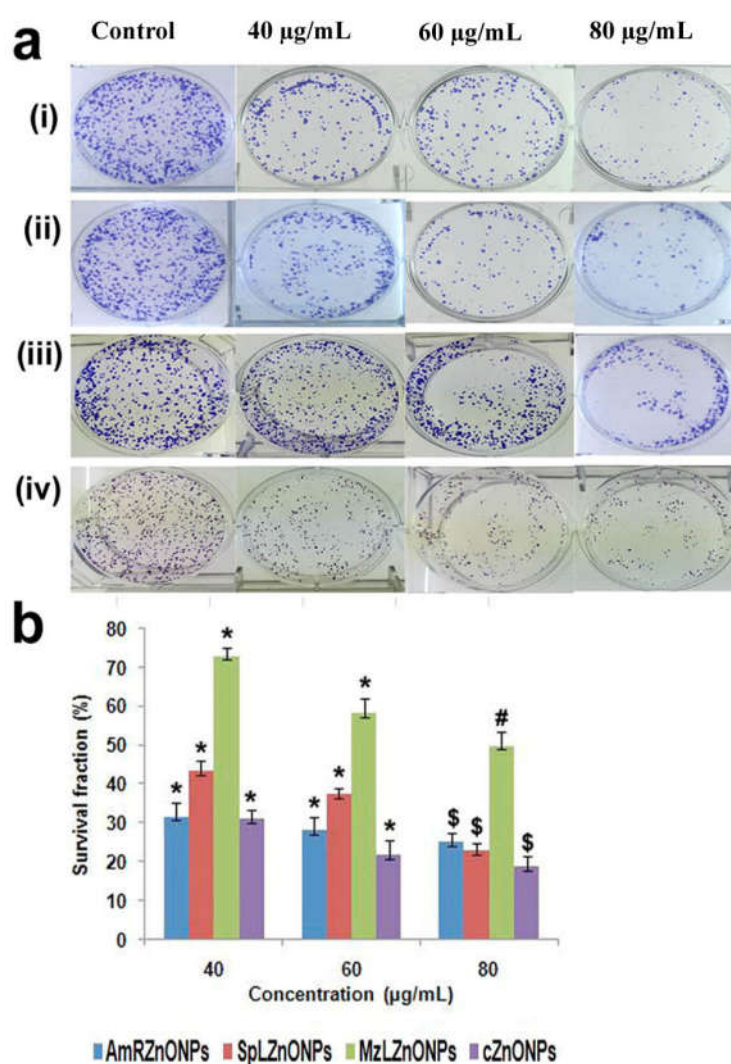 a Control 40 µg/mL 60 µg/mL 80 µg/mL
(i)
(ii)
(iii)
(iv)
b
80
70
60
50
40
30
20
10
0
Survival fraction (%)
* * * *
* * * *
$ $ # $
40 60 80
Concentration (µg/mL)
AmRZnONPs SpLZnONPs MzLZnONPs cZnONPs